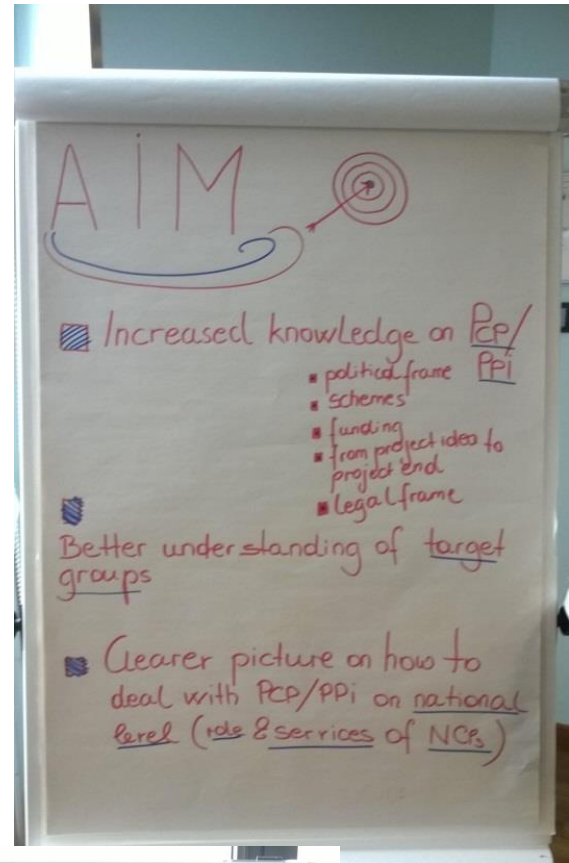 AIM
Increased knowledge on PCP/
PPi
political frame
schemes
funding
from project idea to
project end
legal frame
Better understanding of target
groups
Clearer picture on how to
deal with PCP/PPi on national
level (role & services of NCPs)